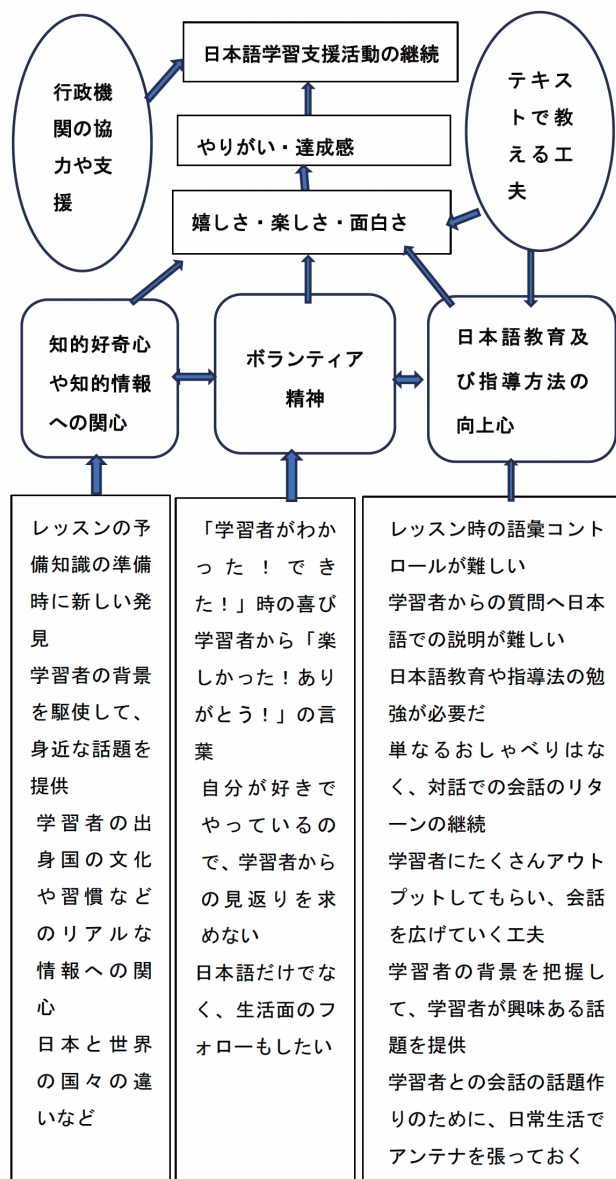 日本語学習支援活動の継続
行政機
関の協
力や支
援
テキス
トで教
える工
夫
やりがい・達成感
嬉しさ・楽しさ・面白さ
知的好奇心
や知的情報
への関心
ボランティア
精神
日本語教育及
び指導方法の
向上心
レッスンの予
備知識の準備
時に新しい発
見
学習者の背景
を駆使して、
身近な話題を
提供
学習者の出
身国の文化
や習慣など
のリアルな
情報への関
心
日本と世界
の国々の違
いなど
「学習者がわか
った！でき
た！」時の喜び
学習者から「楽
しかった！あり
がとう！」の言
葉
自分が好きで
やっているの
で、学習者から
の見返りを求
めない
日本語だけでな
く、生活面のフ
ォローもしたい
レッスン時の語彙コント
ロールが難しい
学習者からの質問へ日本
語での説明が難しい
日本語教育や指導法の勉
強が必要だ
単なるおしゃべりはな
く、対話での会話のリタ
ーンの継続
学習者にたくさんアウト
プットしてもらい、会話
を広げていく工夫
学習者の背景を把握し
て、学習者が興味ある話
題を提供
学習者との会話の話題作
りのために、日常生活で
アンテナを張っておく